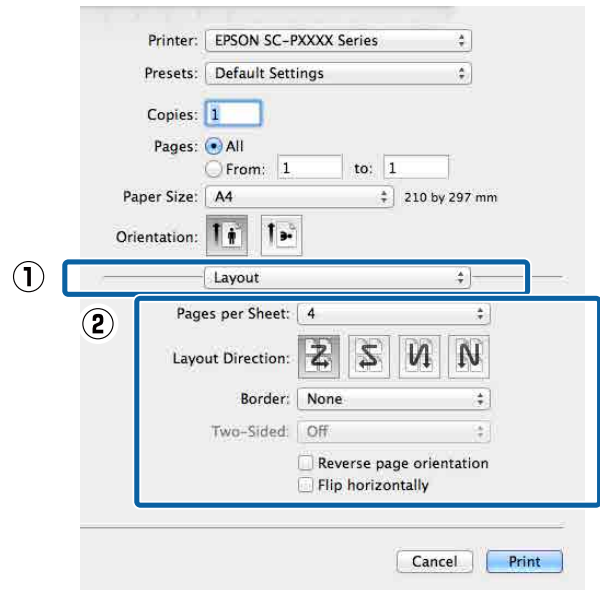 Printer: EPSON SC-PXXXX Series
Presets: Default Settings
Copies: 1
Pages: All
From: 1 to: 1
Paper Size: A4 210 by 297 mm
Orientation:
① Layout
② Pages per Sheet: 4
Layout Direction:
Border: None
Two-Sided: Off
Reverse page orientation
Flip horizontally
Cancel Print